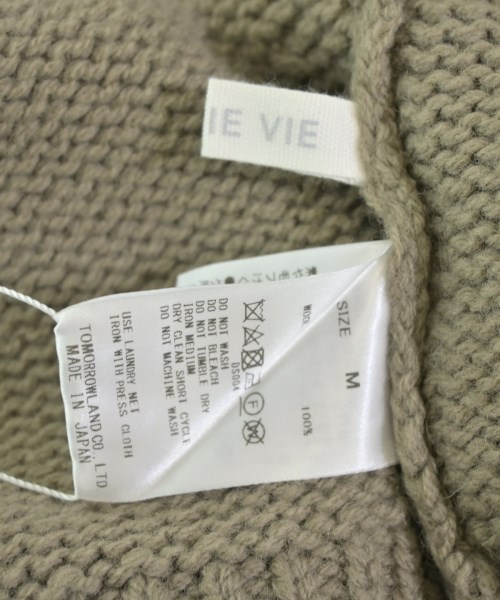 IE VIE
SIZE M
WOOL 100%
DS004
DO NOT WASH
DO NOT BLEACH
DO NOT TUMBLE DRY
IRON MEDIUM
DRY CLEAN SHORT CYCLE
DO NOT MACHINE WASH
USE LAUNDRY NET
IRON WITH PRESS CLOTH
TOMORROWLAND CO., LTD
MADE IN JAPAN